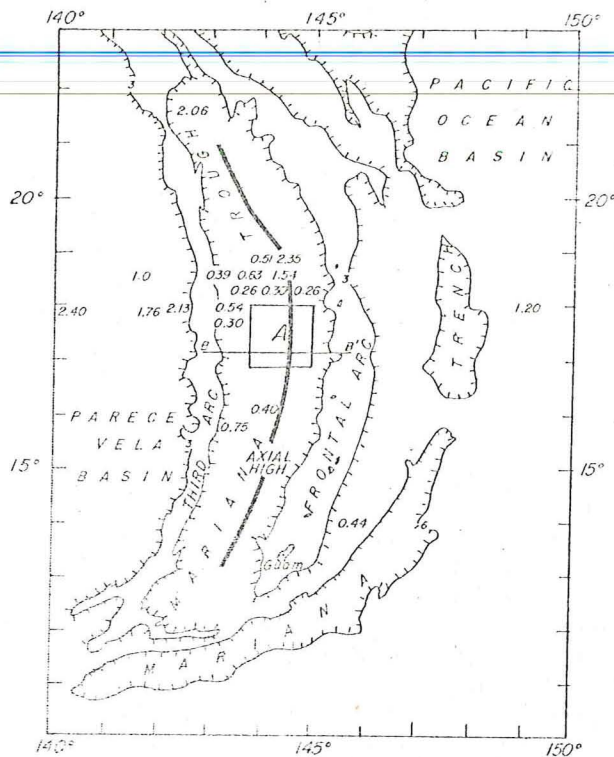 140° 145° 150°
3
PACIFIC
OCEAN
BASIN
2.06
20° 20°
TROUGH
0.51 2.35
1.0 0.39 0.63 1.54 3
0.26 0.26
2.40 1.76 2.13 0.54 1.20
0.30 A
B B'
TRENCH
0.40
PARECE 0.75
VELA AXIAL
BASIN HIGH
15° 15°
THIRD ARC
FRONTAL ARC
MARIANA
0.44
6
Guam
MARIANA
140° 145° 150°